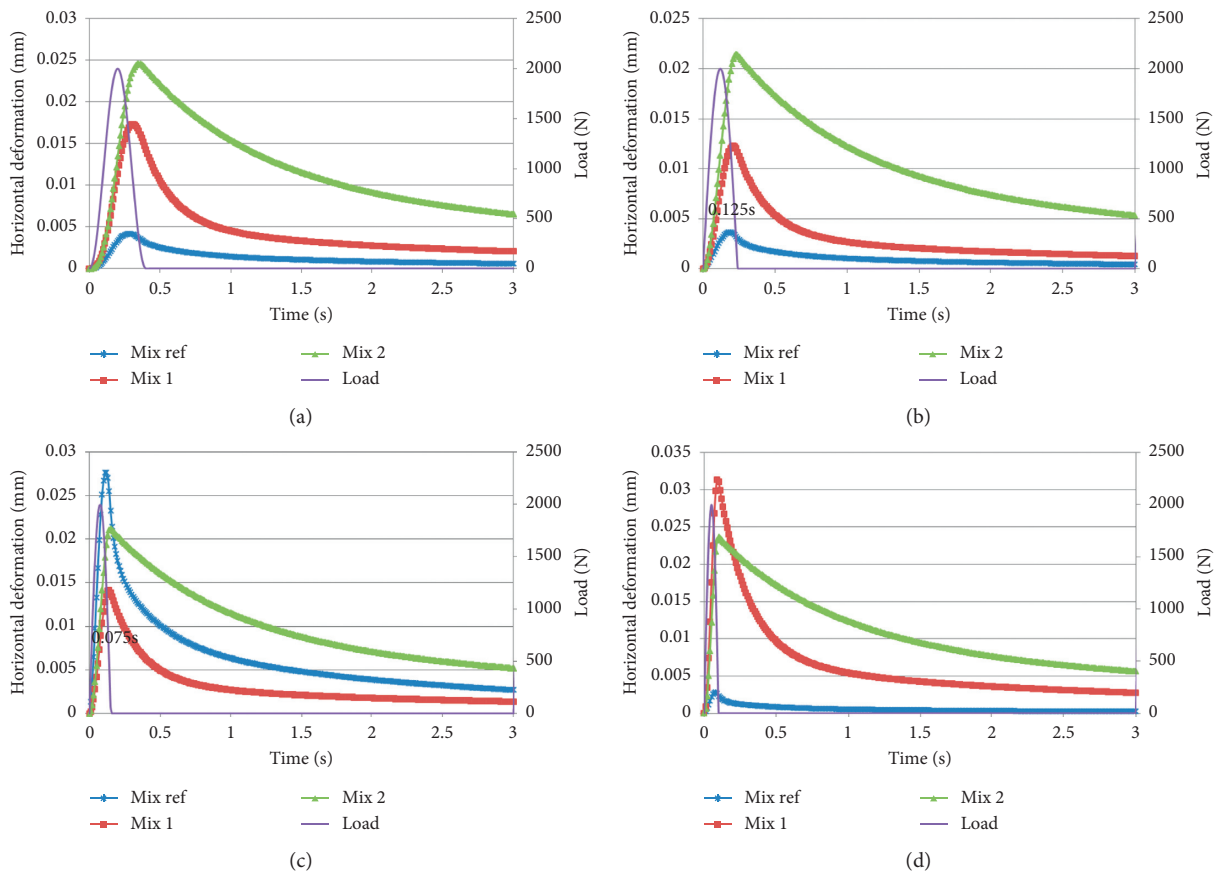 0.03
0.025
0.02
0.015
0.01
0.005
0
Horizontal deformation (mm)
2500
2000
1500
1000
500
0
Load (N)
0 0.5 1 1.5 2 2.5 3
Time (s)
Mix ref
Mix 1
Mix 2
Load
(a)
0.035
0.03
0.025
0.02
0.015
0.01
0.005
0
Horizontal deformation (mm)
0.125s
2500
2000
1500
1000
500
0
Load (N)
0 0.5 1 1.5 2 2.5 3
Time (s)
Mix ref
Mix 1
Mix 2
Load
(b)
0.03
0.025
0.02
0.015
0.01
0.005
0
Horizontal deformation (mm)
0.075s
2500
2000
1500
1000
500
0
Load (N)
0 0.5 1 1.5 2 2.5 3
Time (s)
Mix ref
Mix 1
Mix 2
Load
(c)
0.035
0.03
0.025
0.02
0.015
0.01
0.005
0
Horizontal deformation (mm)
2500
2000
1500
1000
500
0
Load (N)
0 0.5 1 1.5 2 2.5 3
Time (s)
Mix ref
Mix 1
Mix 2
Load
(d)